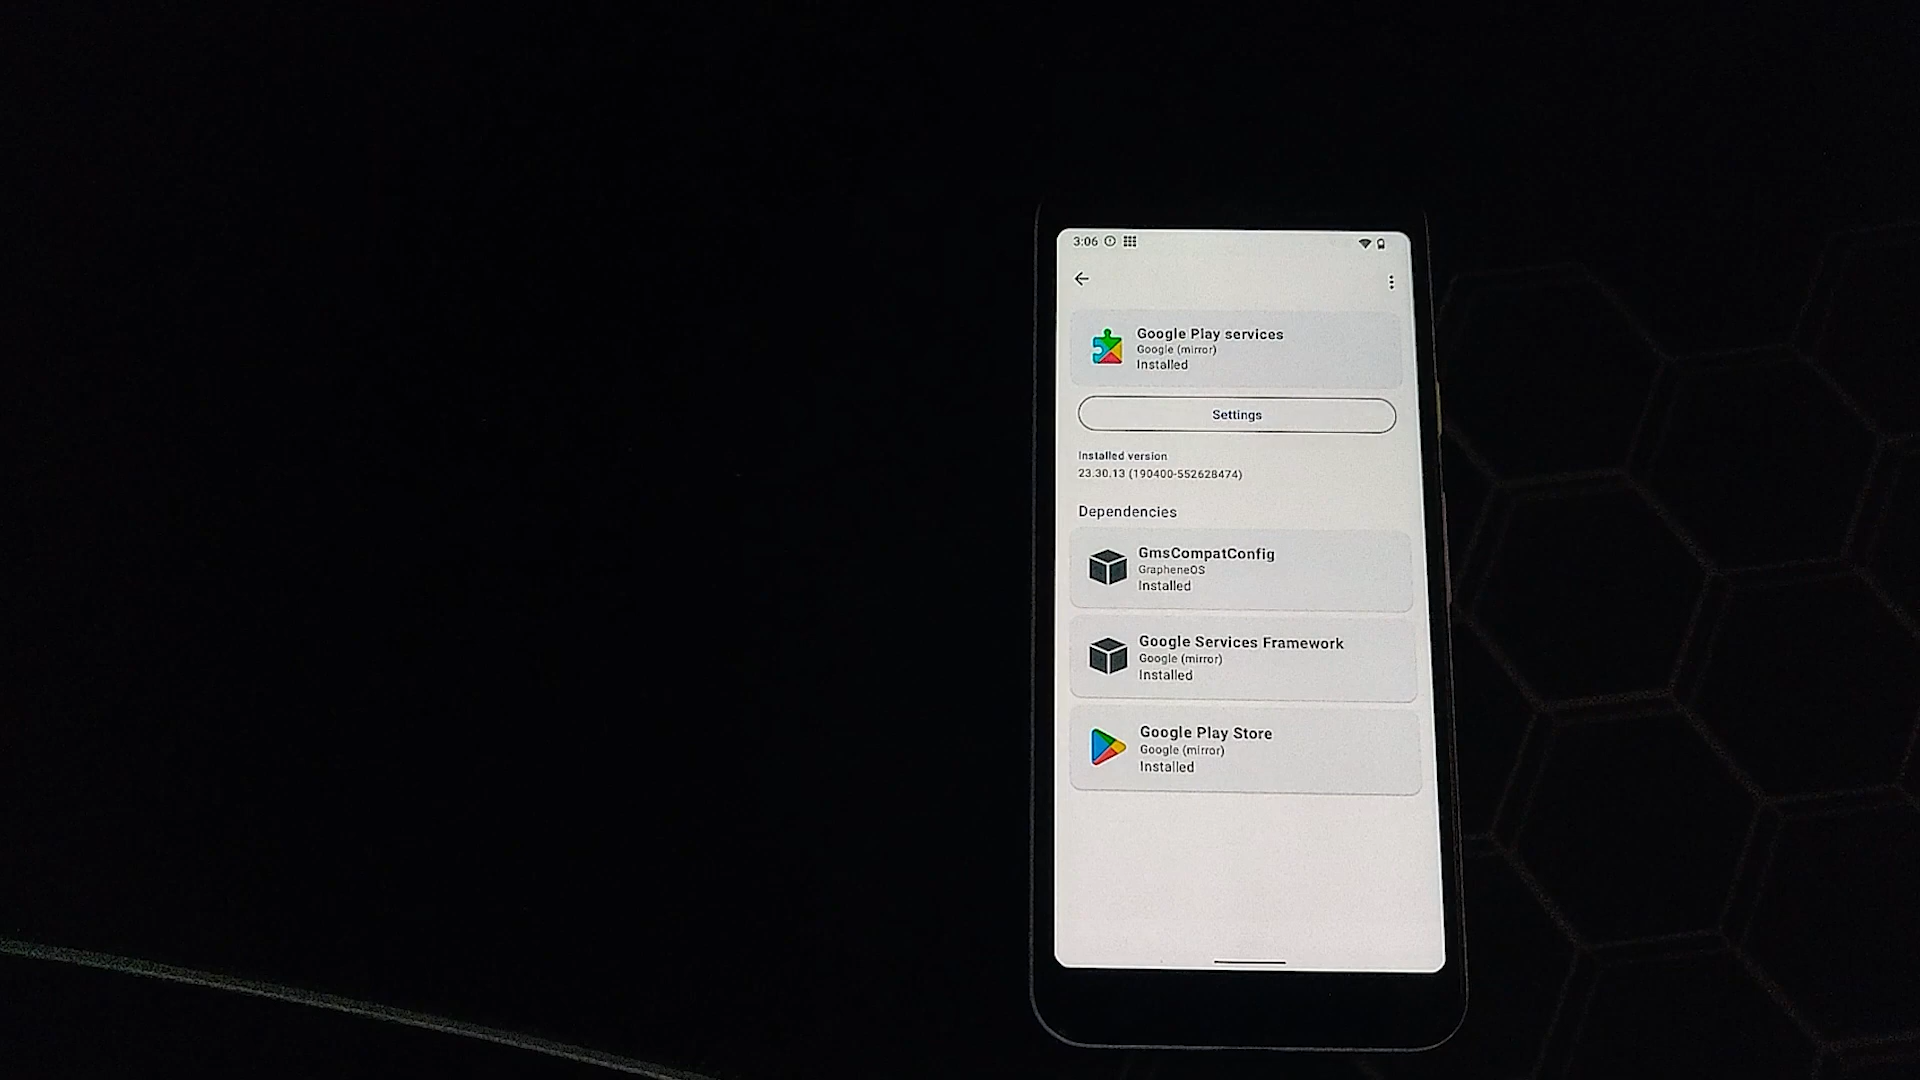 3:06
Google Play services
Google (mirror)
Installed
Settings
Installed version
23.30.13 (190400-552628474)
Dependencies
GmsCompatConfig
GrapheneOS
Installed
Google Services Framework
Google (mirror)
Installed
Google Play Store
Google (mirror)
Installed